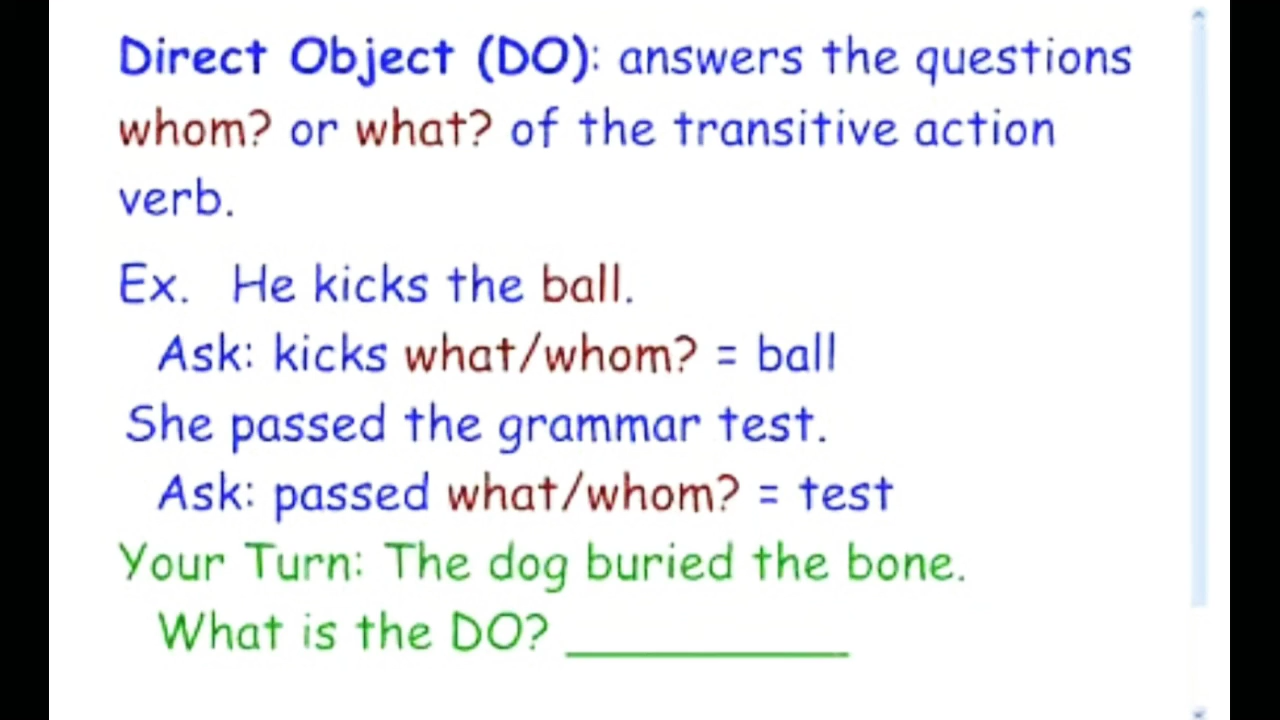 Direct Object (DO): answers the questions
whom? or what? of the transitive action
verb.
Ex. He kicks the ball.
Ask: kicks what/whom? = ball
She passed the grammar test.
Ask: passed what/whom? = test
Your Turn: The dog buried the bone.
What is the DO? ___________